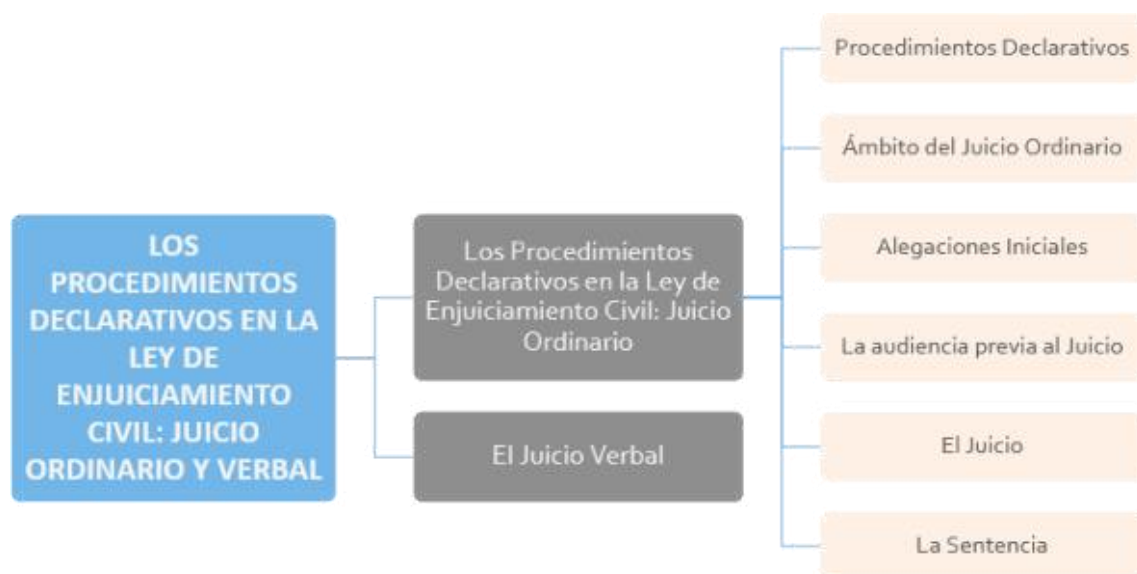 LOS
PROCEDIMIENTOS
DECLARATIVOS EN LA
LEY DE
ENJUICIAMIENTO
CIVIL: JUICIO
ORDINARIO Y VERBAL
Los Procedimientos
Declarativos en la Ley de
Enjuiciamiento Civil: Juicio
Ordinario
El Juicio Verbal
Procedimientos Declarativos
Ámbito del Juicio Ordinario
Alegaciones Iniciales
La audiencia previa al Juicio
El Juicio
La Sentencia